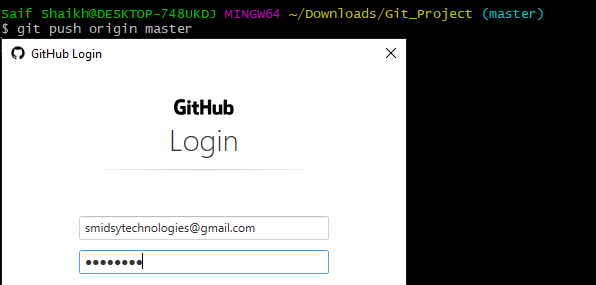 Saif Shaikh@DESKTOP-748UKDJ MINGW64 ~/Downloads/Git_Project (master)
$ git push origin master
GitHub Login
GitHub
Login
smidsytechnologies@gmail.com
●●●●●●●●